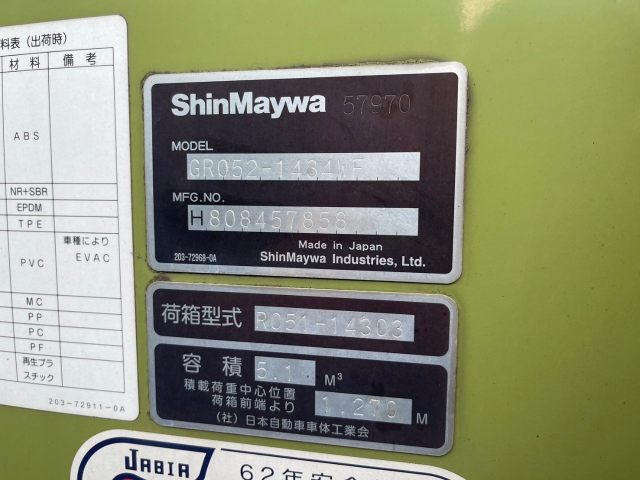 料表(出荷時)
材料 備考
ABS
NR+SBR
EPDM
TPE
PVC 車種により EVAC
MC
PP
PC
PF
再生プラ
スチック
203-72911-0A
ShinMaywa 57970
MODEL
GR052-1484WF
MFG.NO.
H808457858
Made in Japan
203-72968-0A ShinMaywa Industries, Ltd.
荷箱型式 RC51-14303
容積 5.1 M³
積載荷重中心位置
荷箱前端より 1.270 M
(社)日本自動車車体工業会
JABIA
62年安全